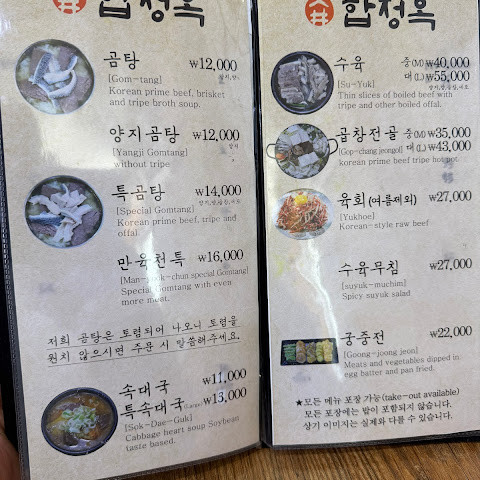 합정옥
곰탕 ₩12,000
[Gom-tang]
Korean prime beef, brisket
and tripe broth soup.
양지곰탕 ₩12,000
[Yangji Gomtang]
without tripe
특곰탕 ₩14,000
[Special Gomtang]
Korean prime beef, tripe and
offal.
만육천특 ₩16,000
[Man-yook-chun special Gomtang]
Special Gomtang with even
more meat.
저희 곰탕은 토렴되어 나오니 토렴을
원치 않으시면 주문 시 말씀해주세요.
속대국 ₩11,000
특속대국(Large) ₩13,000
[Sok-Dae-Guk]
Cabbage heart soup Soybean
taste based.
합정옥
수육 중(M) ₩40,000
대(L) ₩55,000
[Su-Yuk]
Thin slices of boiled beef with
tripe and other boiled offal.
곱창전골 중(M) ₩35,000
대(L) ₩43,000
[Gop-chang jeongol]
korean prime beef tripe hot pot
육회(여름제외) ₩27,000
[Yukhoe]
Korean-style raw beef
수육무침 ₩27,000
[suyuk-muchim]
Spicy suyuk salad
궁중전 ₩22,000
[Goong-joong jeon]
Meats and vegetables dipped in
egg batter and pan fried.
★모든 메뉴 포장 가능(take-out available)
모든 포장에는 밥이 포함되지 않습니다.
상기 이미지는 실제와 다를 수 있습니다.